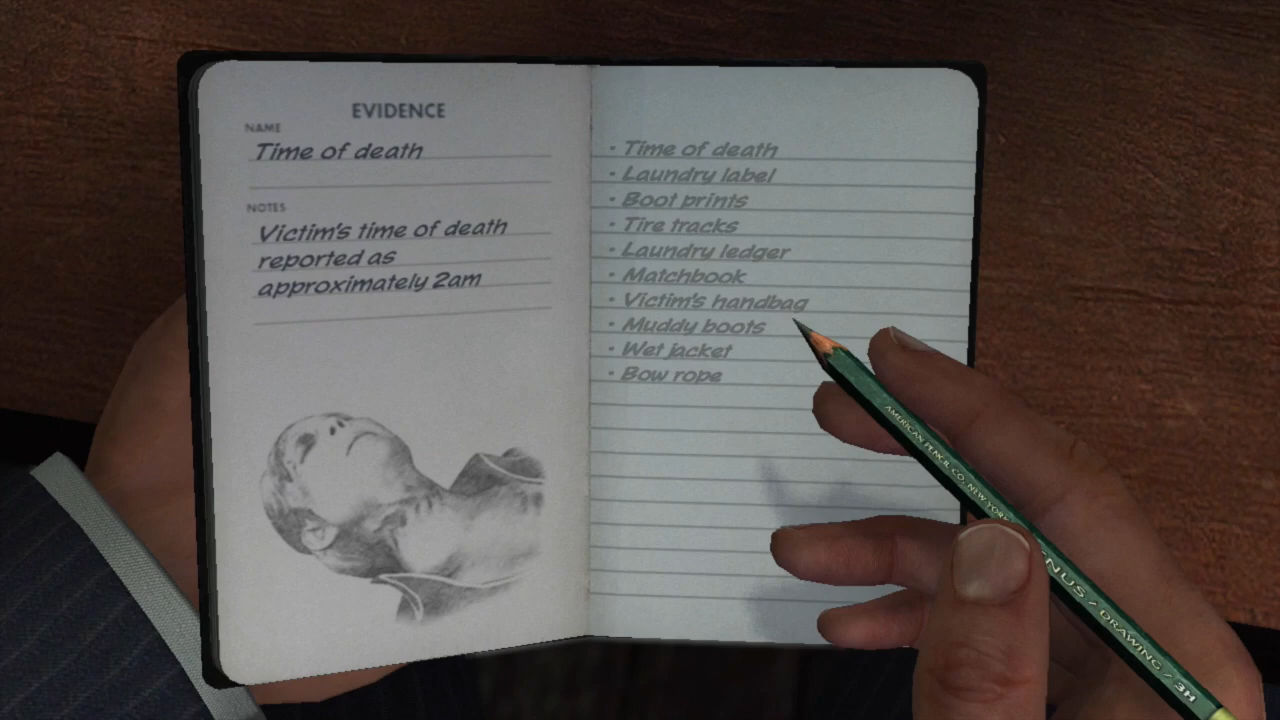 EVIDENCE
NAME
Time of death
NOTES
Victim's time of death
reported as
approximately 2am
• Time of death
• Laundry label
• Boot prints
• Tire tracks
• Laundry ledger
• Matchbook
• Victim's handbag
• Muddy boots
• Wet jacket
• Bow rope
AMERICAN PENCIL CO. NEW YORK
DRAWING / 3H